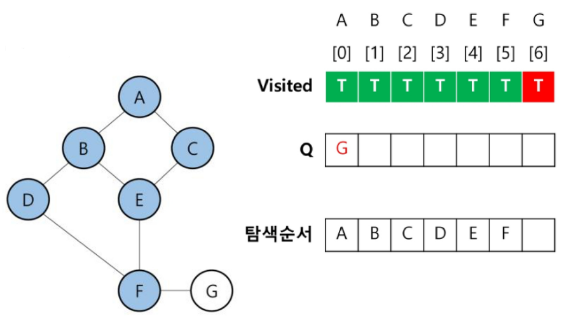 A B C D E F G
[0] [1] [2] [3] [4] [5] [6]
Visited T T T T T T T
Q G
탐색순서 A B C D E F
A
B C
D E
F G